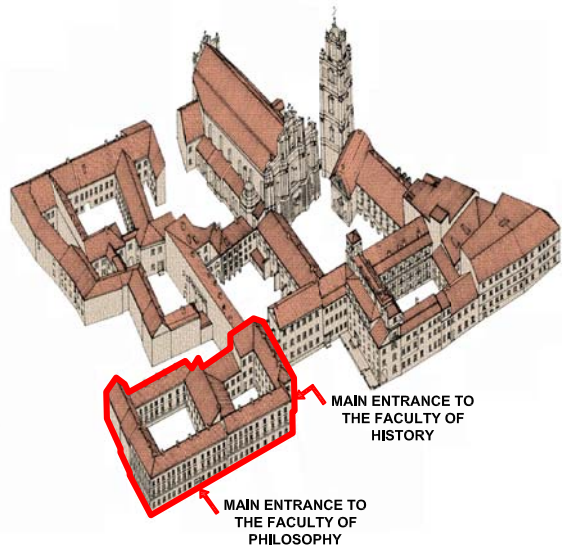 MAIN ENTRANCE TO
THE FACULTY OF
HISTORY
MAIN ENTRANCE TO
THE FACULTY OF
PHILOSOPHY